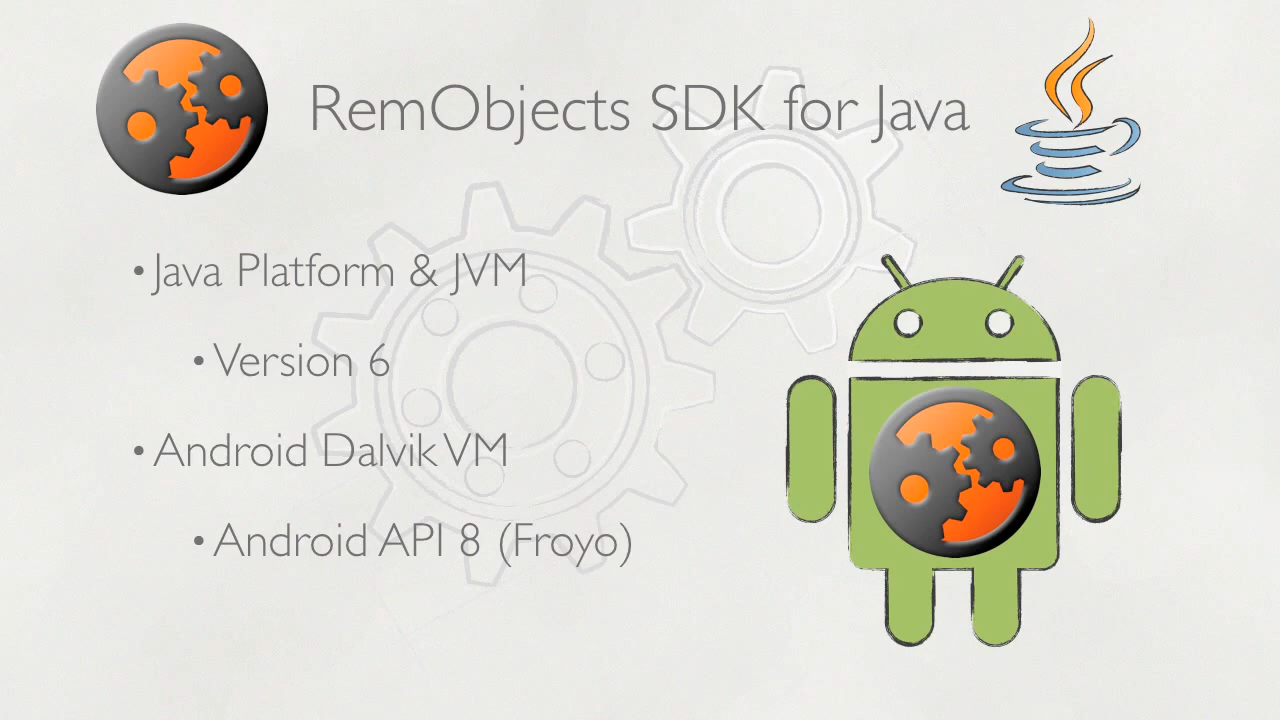 RemObjects SDK for Java
• Java Platform & JVM
• Version 6
• Android Dalvik VM
• Android API 8 (Froyo)